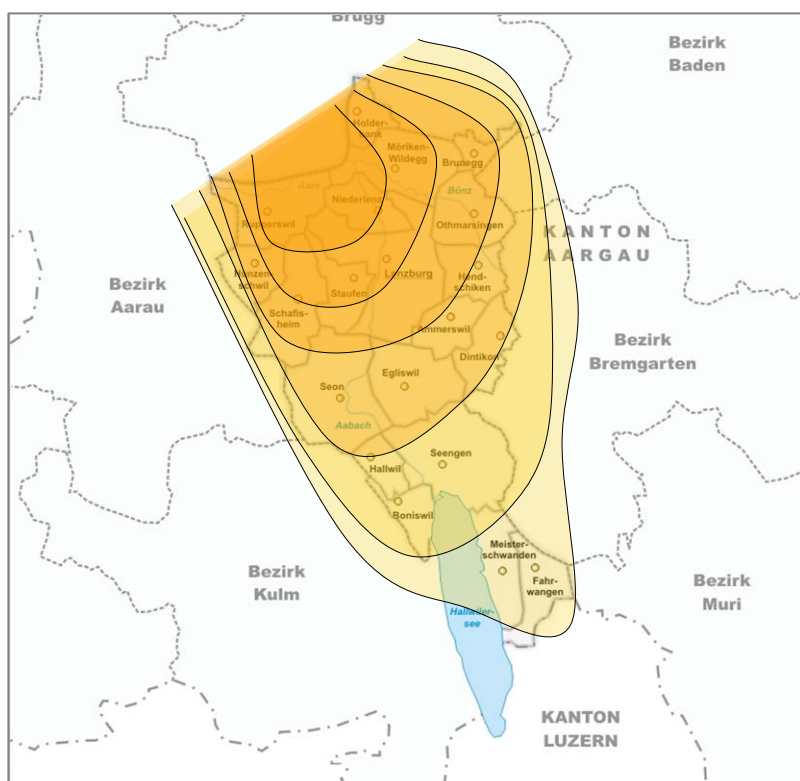 Brugg
Bezirk
Baden
Holder-
bank
Möriken-
Wildegg
Brunegg
Aare
Bünz
Niederlenz
Rupperswil
Othmarsingen
KANTON
AARGAU
Hunzen-
schwil
Lenzburg
Hend-
schiken
Staufen
Bezirk
Aarau
Schafis-
heim
Ammerswil
Dintikon
Bezirk
Bremgarten
Egliswil
Seon
Aabach
Seengen
Hallwil
Boniswil
Meister-
schwanden
Fahr-
wangen
Bezirk
Kulm
Bezirk
Muri
Hallwiler-
see
KANTON
LUZERN